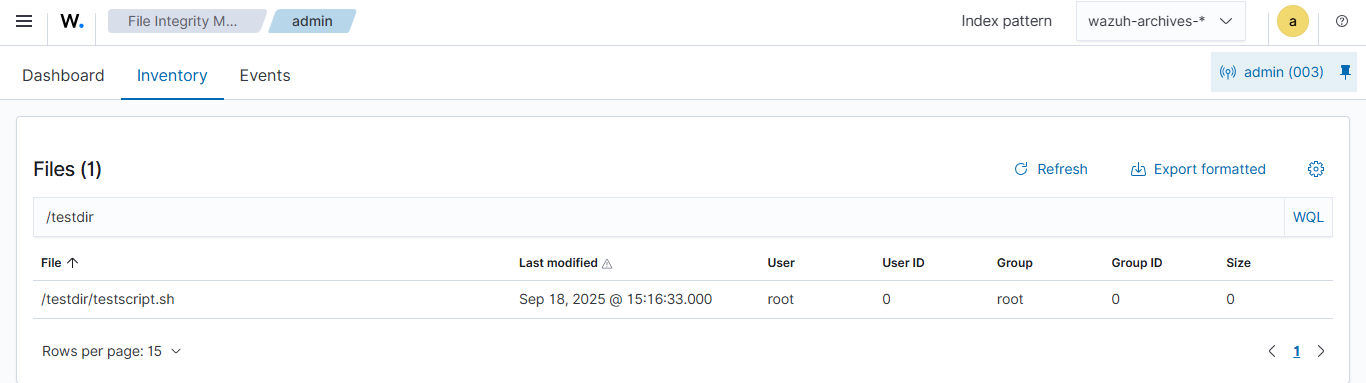 W. File Integrity M... admin Index pattern wazuh-archives-* a
Dashboard Inventory Events admin (003)
Files (1) Refresh Export formatted
/testdir WQL
File Last modified User User ID Group Group ID Size
/testdir/testscript.sh Sep 18, 2025 @ 15:16:33.000 root 0 root 0 0
Rows per page: 15 1